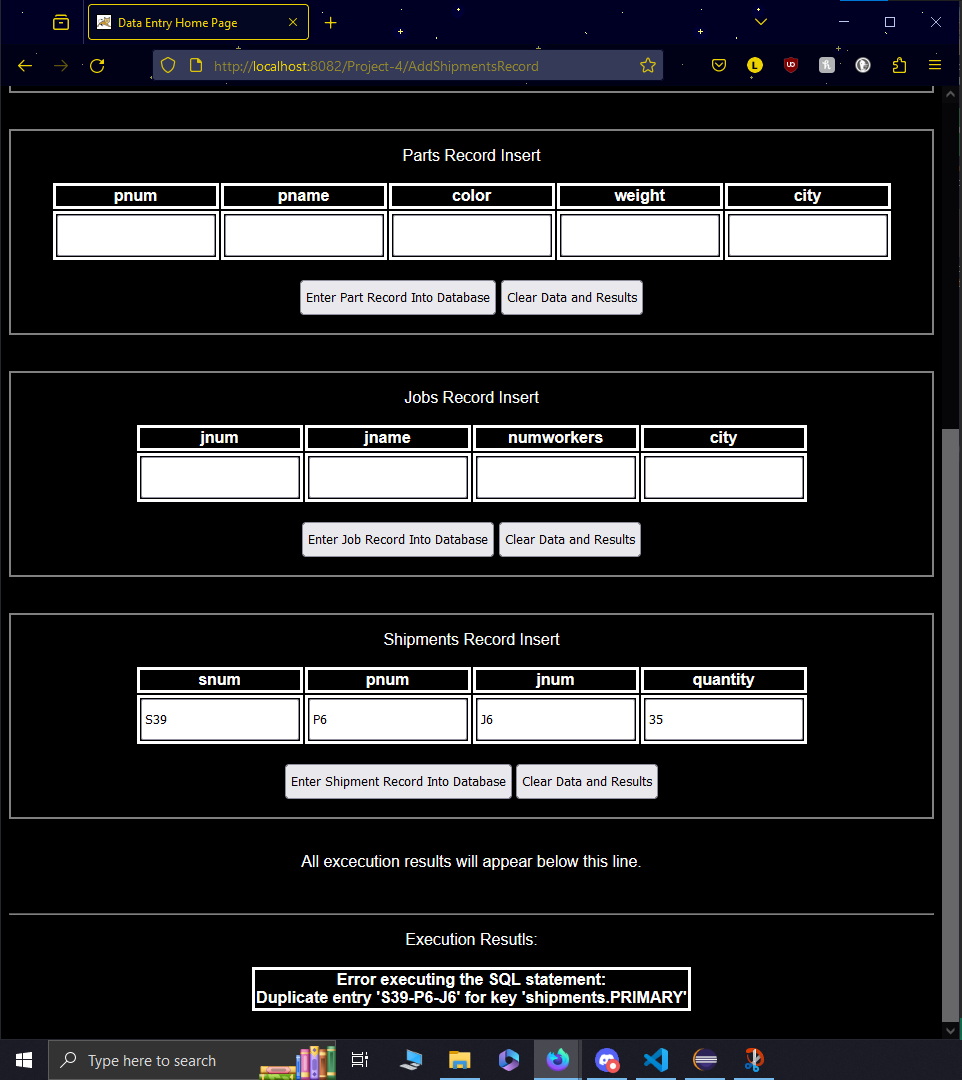 Data Entry Home Page
http://localhost:8082/Project-4/AddShipmentsRecord
L
Parts Record Insert
pnum pname color weight city
Enter Part Record Into Database Clear Data and Results
Jobs Record Insert
jnum jname numworkers city
Enter Job Record Into Database Clear Data and Results
Shipments Record Insert
snum pnum jnum quantity
S39 P6 J6 35
Enter Shipment Record Into Database Clear Data and Results
All excecution results will appear below this line.
Execution Resutls:
Error executing the SQL statement:
Duplicate entry 'S39-P6-J6' for key 'shipments.PRIMARY'
Type here to search